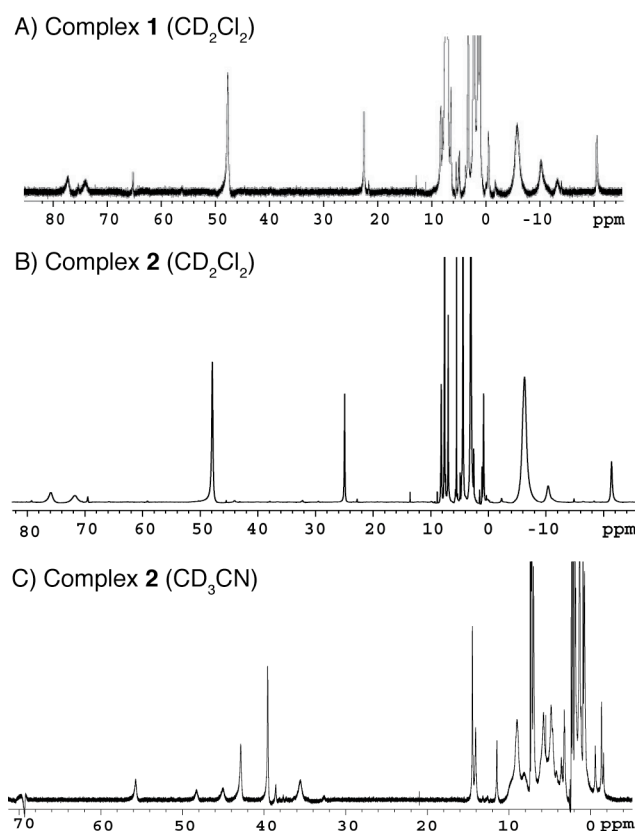 A) Complex 1 (CD2Cl2)
80 70 60 50 40 30 20 10 0 -10 ppm
B) Complex 2 (CD2Cl2)
80 70 60 50 40 30 20 10 0 -10 ppm
C) Complex 2 (CD3CN)
70 60 50 40 30 20 10 0 ppm